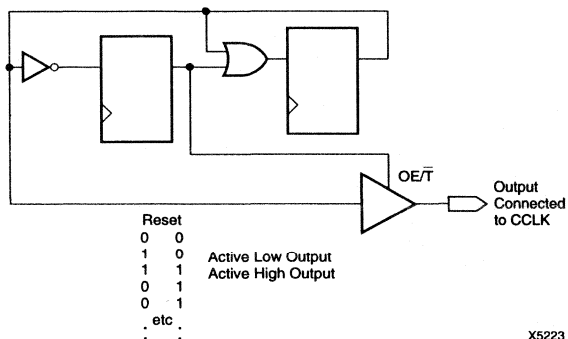 OE/T̅
Output
Connected
to CCLK
Reset
0 0
1 0 Active Low Output
1 1 Active High Output
0 1
0 1
etc
. .
X5223